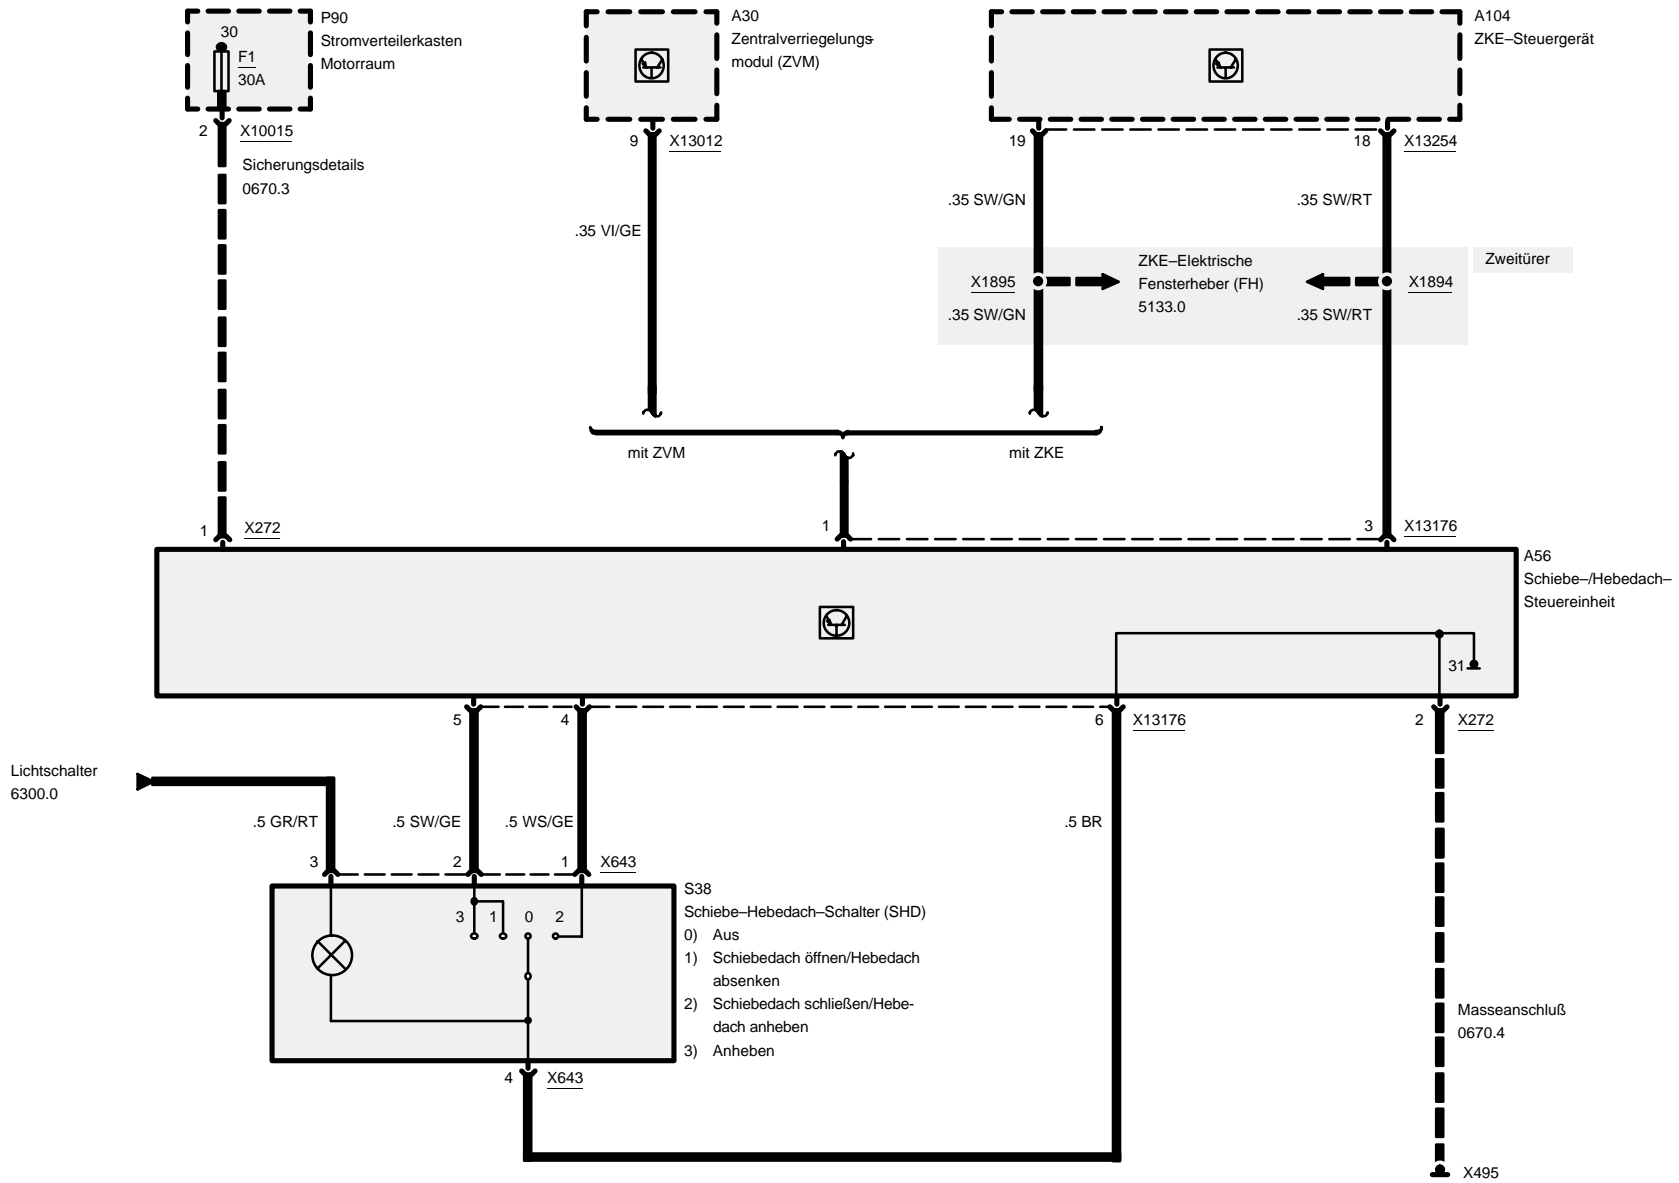 P90
Stromverteilerkasten
Motorraum
30
F1
30A
A30
Zentralverriegelungs-
modul (ZVM)
A104
ZKE–Steuergerät
2
X10015
Sicherungsdetails
0670.3
9
X13012
19
18
X13254
.35 VI/GE
.35 SW/GN
.35 SW/RT
X1895
ZKE–Elektrische
Fensterheber (FH)
5133.0
X1894
Zweitürer
.35 SW/GN
.35 SW/RT
mit ZVM
mit ZKE
1
X272
1
3
X13176
A56
Schiebe–/Hebedach–
Steuereinheit
31
5
4
6
X13176
2
X272
Lichtschalter
6300.0
.5 GR/RT
.5 SW/GE
.5 WS/GE
.5 BR
3
2
1
X643
S38
Schiebe–Hebedach–Schalter (SHD)
0) Aus
1) Schiebedach öffnen/Hebedach
absenken
2) Schiebedach schließen/Hebe-
dach anheben
3) Anheben
3
1
0
2
4
X643
Masseanschluß
0670.4
X495